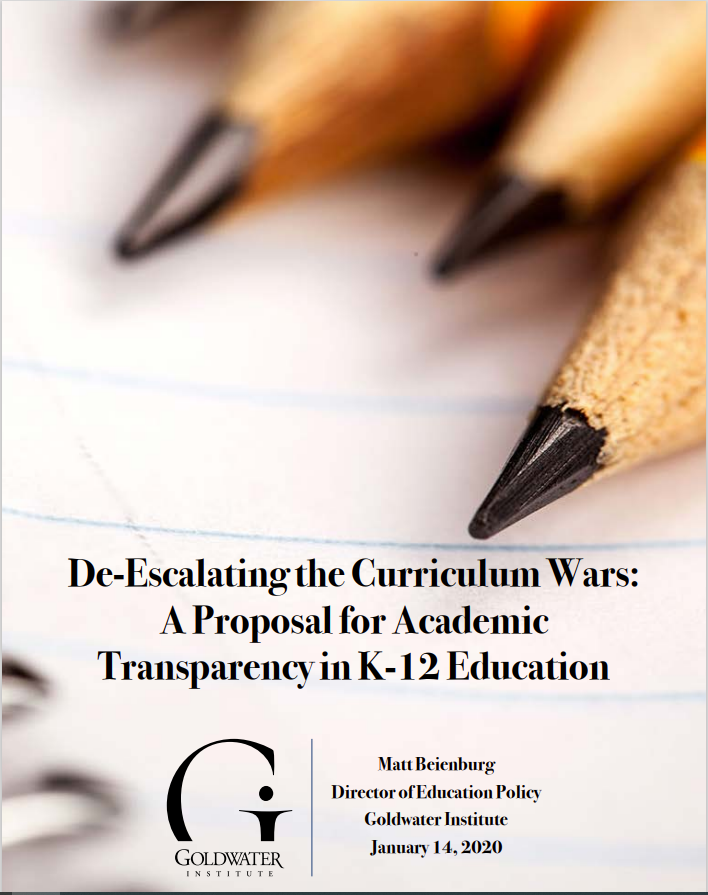 De-Escalating the Curriculum Wars:
A Proposal for Academic
Transparency in K-12 Education
GOLDWATER
INSTITUTE
Matt Beienburg
Director of Education Policy
Goldwater Institute
January 14, 2020